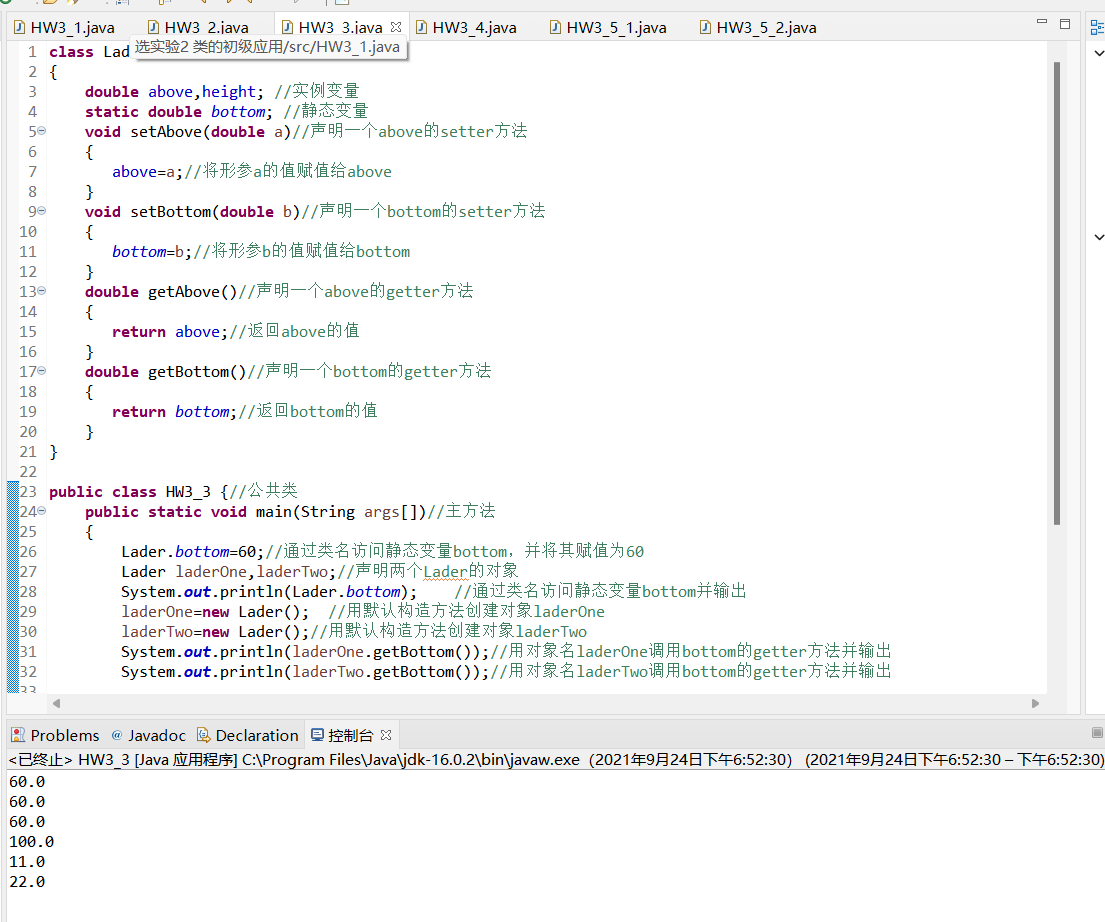 HW3_1.java HW3_2.java HW3_3.java HW3_4.java HW3_5_1.java HW3_5_2.java
选实验2 类的初级应用/src/HW3_1.java
1 class Lad
2 {
3 double above,height; //实例变量
4 static double bottom; //静态变量
5 void setAbove(double a)//声明一个above的setter方法
6 {
7 above=a;//将形参a的值赋值给above
8 }
9 void setBottom(double b)//声明一个bottom的setter方法
10 {
11 bottom=b;//将形参b的值赋值给bottom
12 }
13 double getAbove()//声明一个above的getter方法
14 {
15 return above;//返回above的值
16 }
17 double getBottom()//声明一个bottom的getter方法
18 {
19 return bottom;//返回bottom的值
20 }
21 }
22
23 public class HW3_3 {//公共类
24 public static void main(String args[])//主方法
25 {
26 Lader.bottom=60;//通过类名访问静态变量bottom，并将其赋值为60
27 Lader laderOne,laderTwo;//声明两个Lader的对象
28 System.out.println(Lader.bottom); //通过类名访问静态变量bottom并输出
29 laderOne=new Lader(); //用默认构造方法创建对象laderOne
30 laderTwo=new Lader();//用默认构造方法创建对象laderTwo
31 System.out.println(laderOne.getBottom());//用对象名laderOne调用bottom的getter方法并输出
32 System.out.println(laderTwo.getBottom());//用对象名laderTwo调用bottom的getter方法并输出
33
Problems @ Javadoc Declaration 控制台
<已终止> HW3_3 [Java 应用程序] C:\Program Files\Java\jdk-16.0.2\bin\javaw.exe（2021年9月24日下午6:52:30）（2021年9月24日下午6:52:30 – 下午6:52:30)
60.0
60.0
60.0
100.0
11.0
22.0